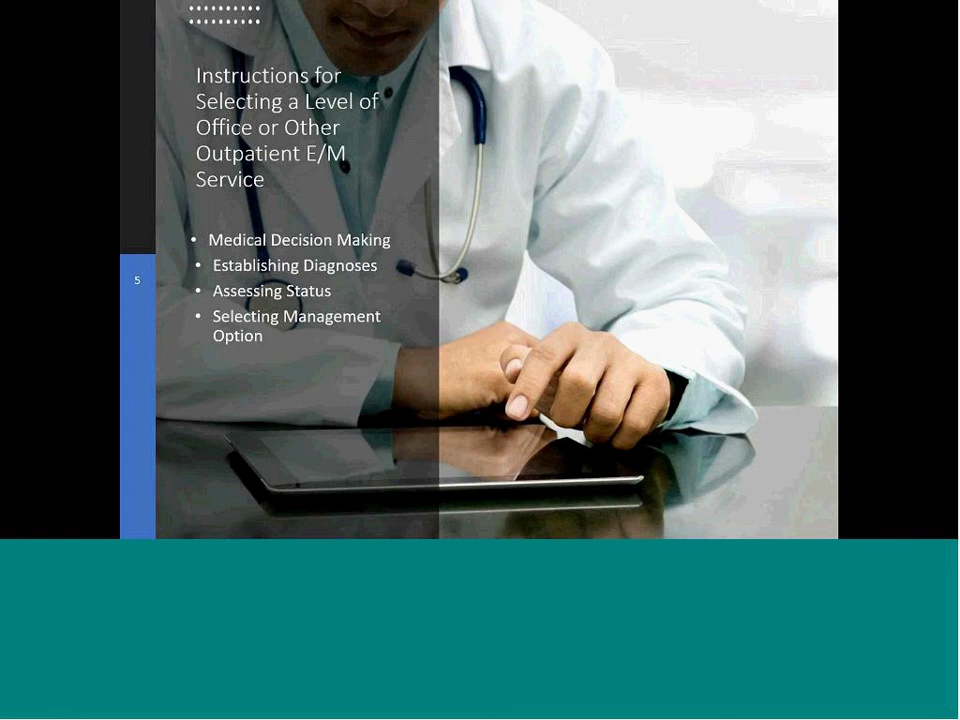 Instructions for
Selecting a Level of
Office or Other
Outpatient E/M
Service
• Medical Decision Making
• Establishing Diagnoses
• Assessing Status
• Selecting Management
Option
5